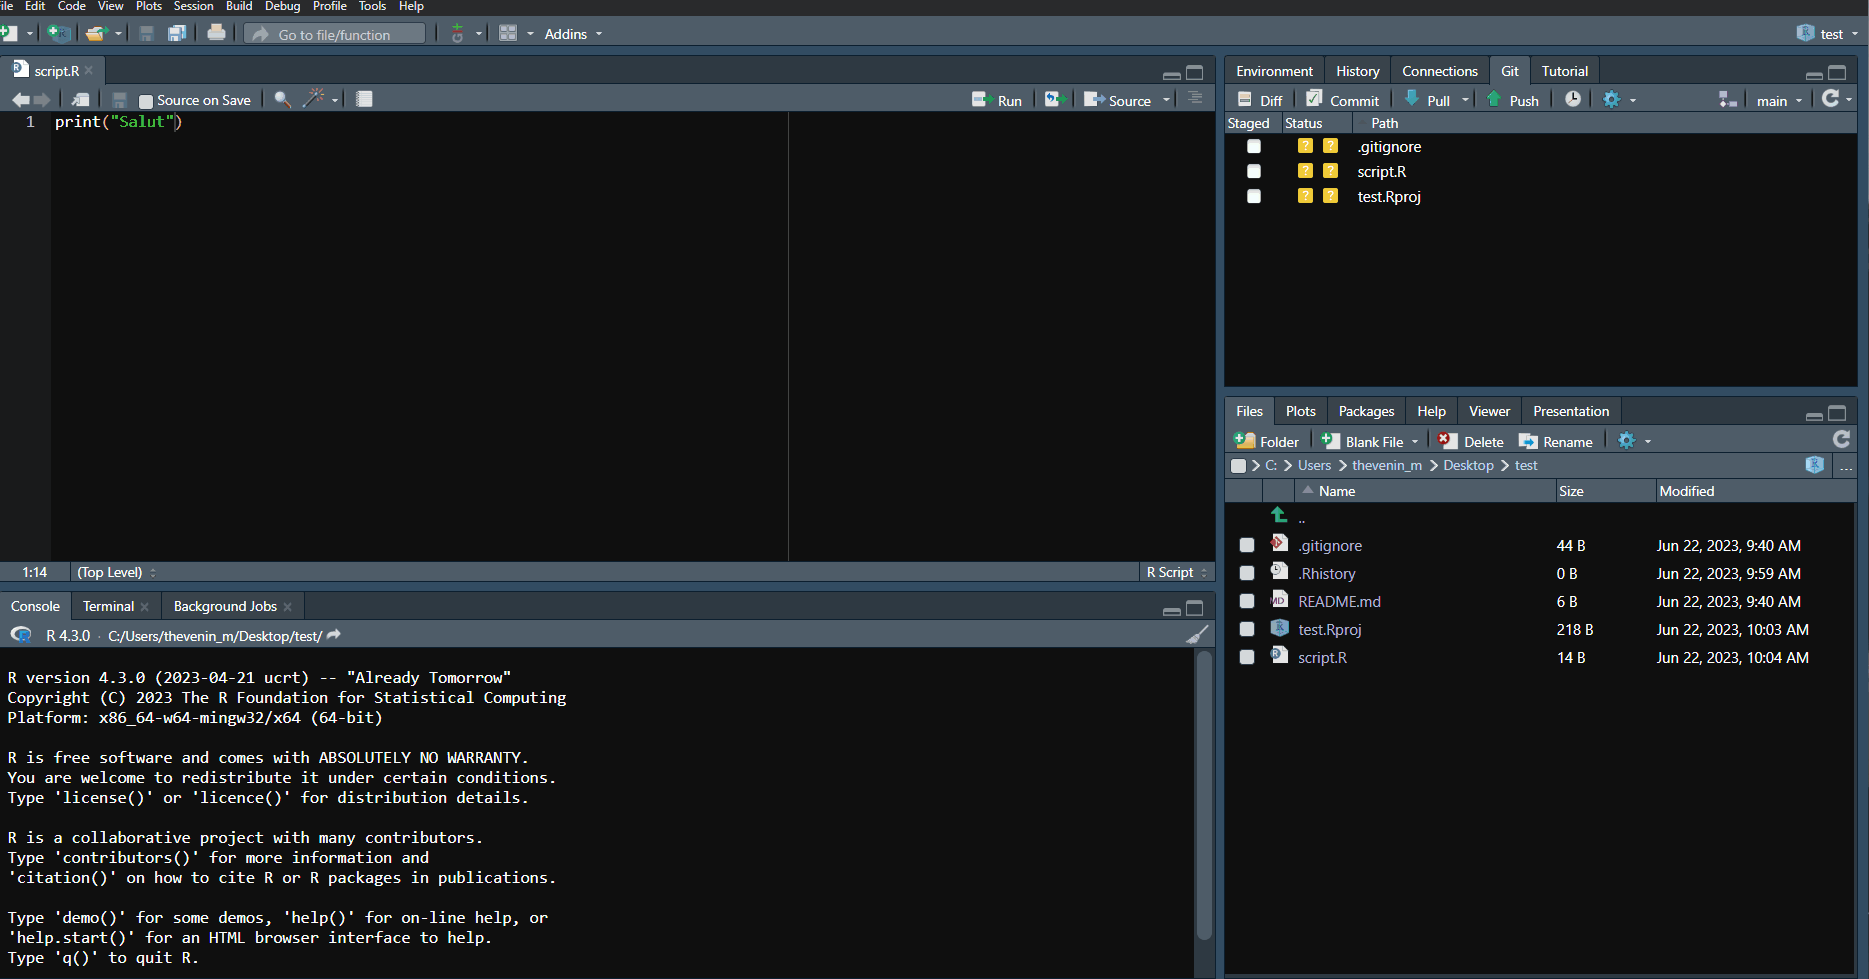 ile Edit Code View Plots Session Build Debug Profile Tools Help
Go to file/function Addins test
script.R
Source on Save Run Source
1 print("Salut")
1:14 (Top Level) R Script
Console Terminal Background Jobs
R 4.3.0 · C:/Users/thevenin_m/Desktop/test/
R version 4.3.0 (2023-04-21 ucrt) -- "Already Tomorrow"
Copyright (C) 2023 The R Foundation for Statistical Computing
Platform: x86_64-w64-mingw32/x64 (64-bit)
R is free software and comes with ABSOLUTELY NO WARRANTY.
You are welcome to redistribute it under certain conditions.
Type 'license()' or 'licence()' for distribution details.
R is a collaborative project with many contributors.
Type 'contributors()' for more information and
'citation()' on how to cite R or R packages in publications.
Type 'demo()' for some demos, 'help()' for on-line help, or
'help.start()' for an HTML browser interface to help.
Type 'q()' to quit R.
Environment History Connections Git Tutorial
Diff Commit Pull Push main
Staged Status Path
? ? .gitignore
? ? script.R
? ? test.Rproj
Files Plots Packages Help Viewer Presentation
Folder Blank File Delete Rename
C: Users thevenin_m Desktop test ...
Name Size Modified
..
.gitignore 44 B Jun 22, 2023, 9:40 AM
.Rhistory 0 B Jun 22, 2023, 9:59 AM
README.md 6 B Jun 22, 2023, 9:40 AM
test.Rproj 218 B Jun 22, 2023, 10:03 AM
script.R 14 B Jun 22, 2023, 10:04 AM